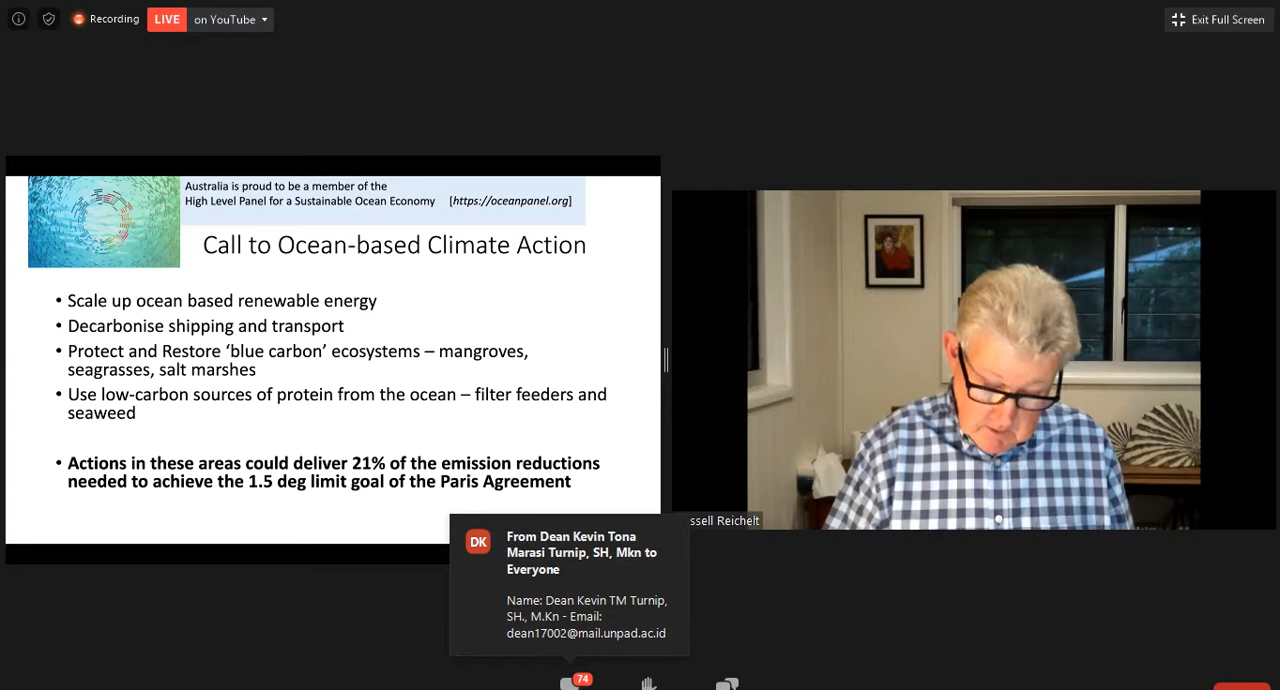 Recording
LIVE
on YouTube
Exit Full Screen
Australia is proud to be a member of the
High Level Panel for a Sustainable Ocean Economy [https://oceanpanel.org]
Call to Ocean-based Climate Action
• Scale up ocean based renewable energy
• Decarbonise shipping and transport
• Protect and Restore ‘blue carbon’ ecosystems – mangroves,
seagrasses, salt marshes
• Use low-carbon sources of protein from the ocean – filter feeders and
seaweed
• Actions in these areas could deliver 21% of the emission reductions
needed to achieve the 1.5 deg limit goal of the Paris Agreement
ssell Reichelt
DK
From Dean Kevin Tona
Marasi Turnip, SH, Mkn to
Everyone
Name: Dean Kevin TM Turnip,
SH., M.Kn - Email:
dean17002@mail.unpad.ac.id
74